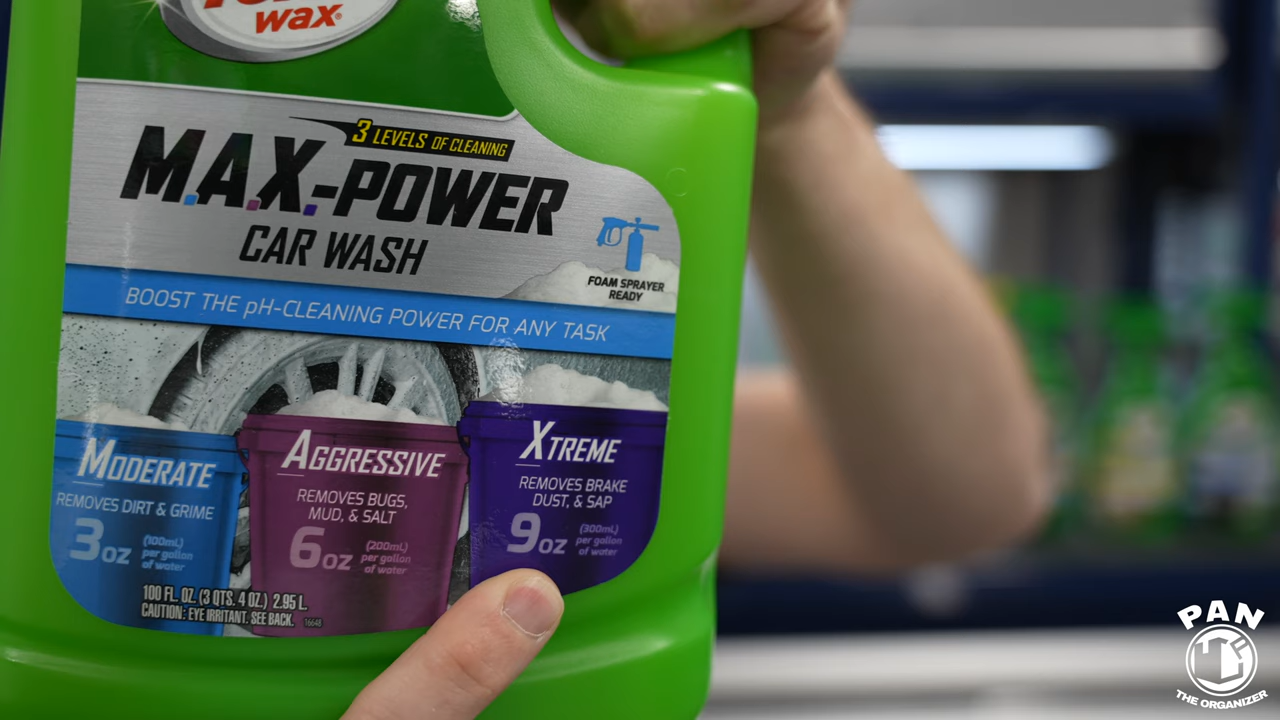 wax®
3 LEVELS OF CLEANING
M.A.X.-POWER
CAR WASH
FOAM SPRAYER
READY
BOOST THE pH-CLEANING POWER FOR ANY TASK
MODERATE
REMOVES DIRT & GRIME
3oz
(100mL)
per gallon
of water
AGGRESSIVE
REMOVES BUGS,
MUD, & SALT
6oz
(200mL)
per gallon
of water
XTREME
REMOVES BRAKE
DUST, & SAP
9oz
(300mL)
per gallon
of water
100 FL. OZ. (3 QTS. 4 OZ.) 2.95 L.
CAUTION: EYE IRRITANT. SEE BACK.
16648
PAN
THE ORGANIZER